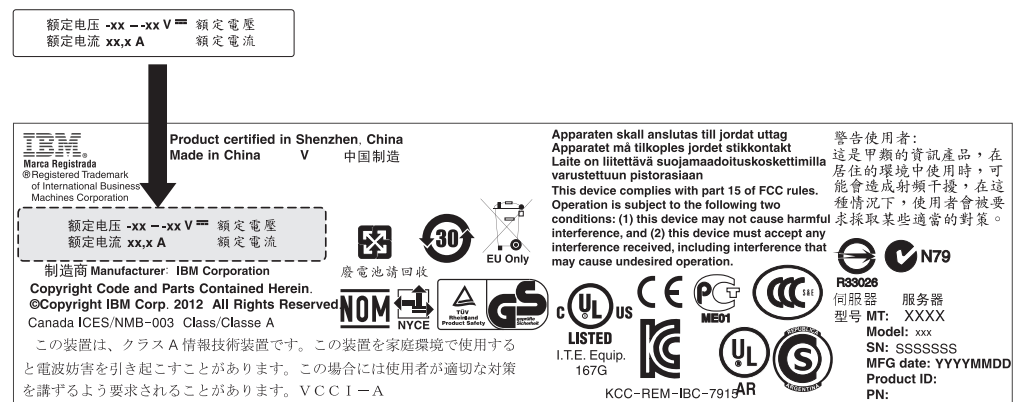 额定电压 -xx – -xx V 額定電壓
额定电流 xx,x A 額定電流
IBM®
Marca Registrada
® Registered Trademark
of International Business
Machines Corporation
Product certified in Shenzhen, China
Made in China V 中国制造
额定电压 -xx – -xx V 額定電壓
额定电流 xx,x A 額定電流
制造商 Manufacturer: IBM Corporation
Copyright Code and Parts Contained Herein.
©Copyright IBM Corp. 2012 All Rights Reserved
Canada ICES/NMB-003 Class/Classe A
この装置は、クラスA情報技術装置です。この装置を家庭環境で使用する
と電波妨害を引き起こすことがあります。この場合には使用者が適切な対策
を講ずるよう要求されることがあります。VCCI-A
廢電池請回收
30
EU Only
NOM
NYCE
TÜV
Rheinland
Product Safety
GS
geprüfte
Sicherheit
Apparaten skall anslutas till jordat uttag
Apparatet må tilkoples jordet stikkontakt
Laite on liitettävä suojamaadoituskoskettimilla
varustettuun pistorasiaan
This device complies with part 15 of FCC rules.
Operation is subject to the following two
conditions: (1) this device may not cause harmful
interference, and (2) this device must accept any
interference received, including interference that
may cause undesired operation.
C UL US
LISTED
I.T.E. Equip.
167G
CE
PCT
ME01
CCC S&E
KC
KCC-REM-IBC-7915
UL
AR
REPUBLICA
S
ARGENTINA
警告使用者:
這是甲類的資訊產品,在
居住的環境中使用時,可
能會造成射頻干擾,在這
種情況下,使用者會被要
求採取某些適當的對策。
R33026
N79
伺服器 服务器
型号 MT: XXXX
Model: xxx
SN: SSSSSSS
MFG date: YYYYMMDD
Product ID:
PN: